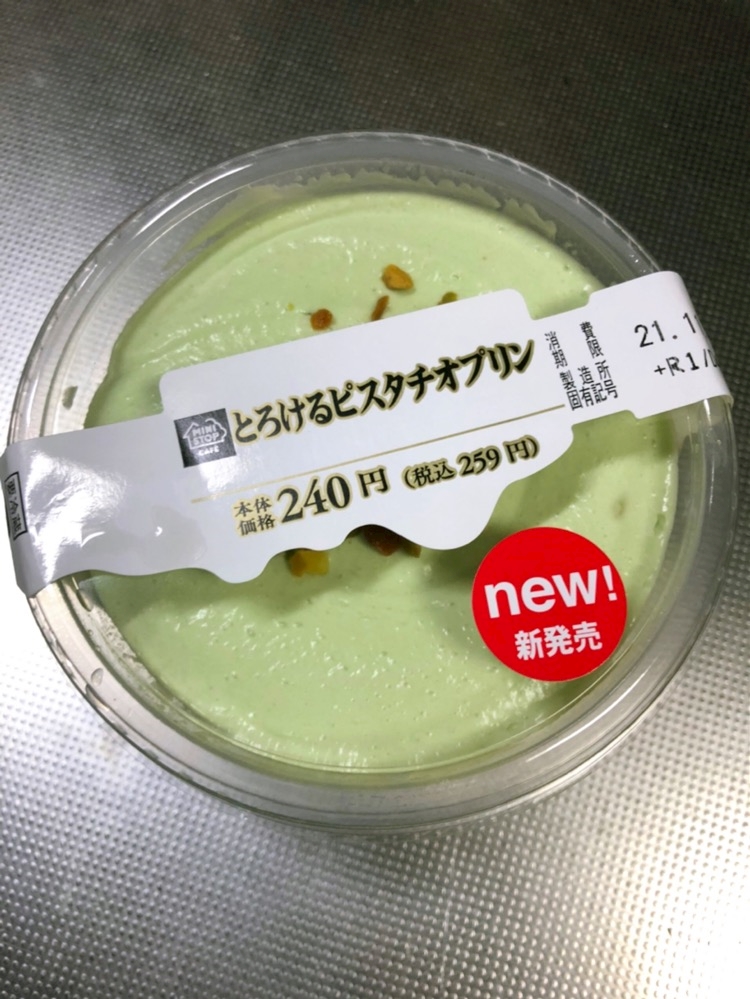 MINI
STOP
CAFE
とろけるピスタチオプリン
本体
価格 240円 (税込 259円)
消費
期限
製造所
固有記号
21.1
+R1/
new!
新発売